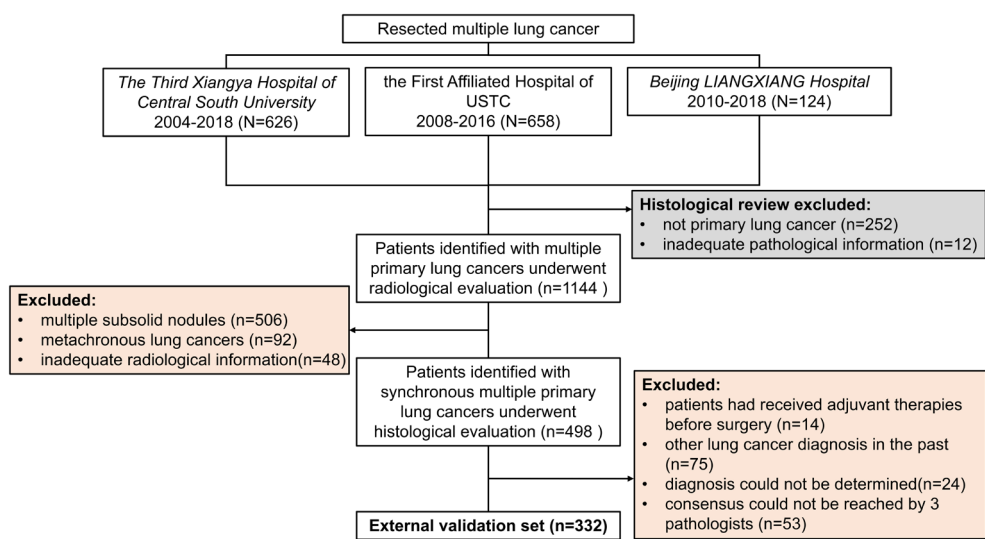 Resected multiple lung cancer
The Third Xiangya Hospital of
Central South University
2004-2018 (N=626)
the First Affiliated Hospital of
USTC
2008-2016 (N=658)
Beijing LIANGXIANG Hospital
2010-2018 (N=124)
Histological review excluded:
• not primary lung cancer (n=252)
• inadequate pathological information (n=12)
Patients identified with multiple
primary lung cancers underwent
radiological evaluation (n=1144 )
Excluded:
• multiple subsolid nodules (n=506)
• metachronous lung cancers (n=92)
• inadequate radiological information(n=48)
Patients identified with
synchronous multiple primary
lung cancers underwent
histological evaluation (n=498 )
Excluded:
• patients had received adjuvant therapies
before surgery (n=14)
• other lung cancer diagnosis in the past
(n=75)
• diagnosis could not be determined(n=24)
• consensus could not be reached by 3
pathologists (n=53)
External validation set (n=332)